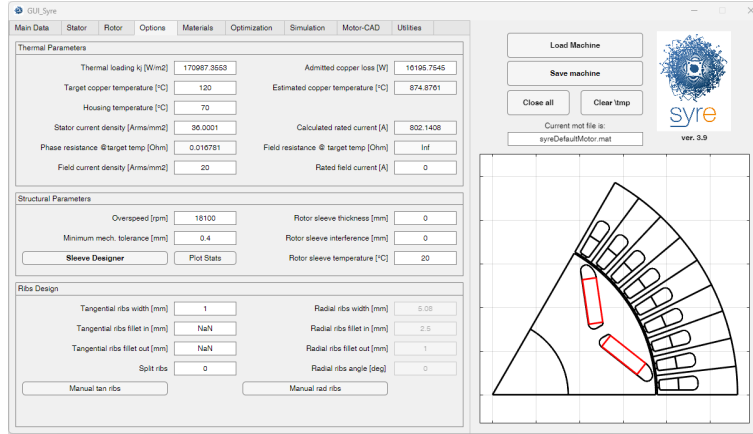 GUI_Syre
Main Data Stator Rotor Options Materials Optimization Simulation Motor-CAD Utilities
Thermal Parameters
Thermal loading kj [W/m2] 170987.3553 Admitted copper loss [W] 16195.7545
Target copper temperature [ºC] 120 Estimated copper temperature [ºC] 874.8761
Housing temperature [ºC] 70
Stator current density [Arms/mm2] 36.0001 Calculated rated current [A] 802.1408
Phase resistance @target temp [Ohm] 0.016781 Field resistance @ target temp [Ohm] Inf
Field current density [Arms/mm2] 20 Rated field current [A] 0
Structural Parameters
Overspeed [rpm] 18100 Rotor sleeve thickness [mm] 0
Minimum mech. tolerance [mm] 0.4 Rotor sleeve interference [mm] 0
Sleeve Designer Plot Stats Rotor sleeve temperature [ºC] 20
Ribs Design
Tangential ribs width [mm] 1 Radial ribs width [mm] 5.08
Tangential ribs fillet in [mm] NaN Radial ribs fillet in [mm] 2.5
Tangential ribs fillet out [mm] NaN Radial ribs fillet out [mm] 1
Split ribs 0 Radial ribs angle [deg] 0
Manual tan ribs Manual rad ribs
Load Machine
Save machine
Close all Clear \tmp
Current mot file is:
syreDefaultMotor.mat
syre
ver. 3.9